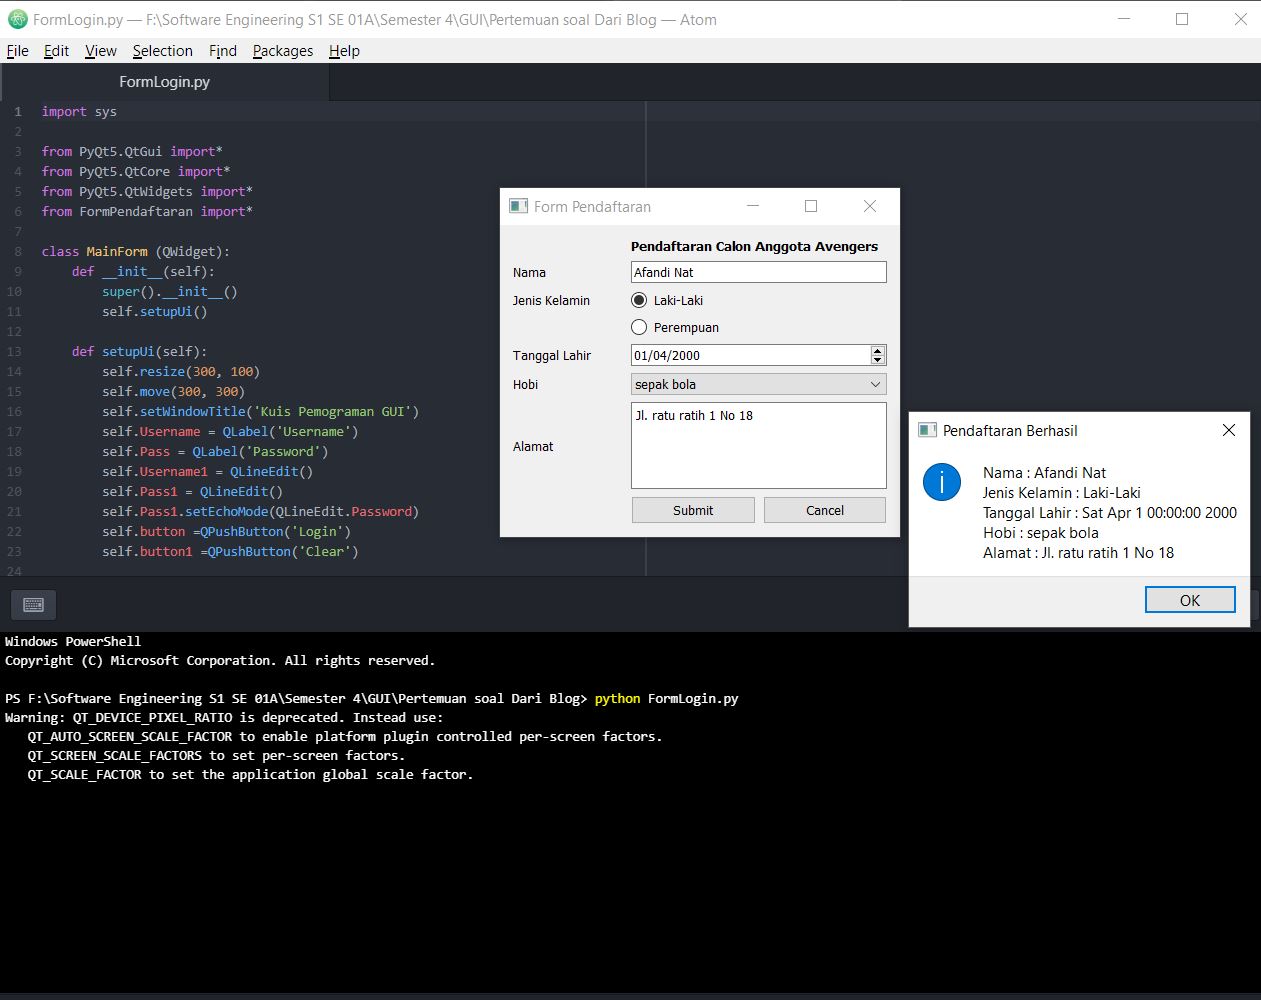 FormLogin.py — F:\Software Engineering S1 SE 01A\Semester 4\GUI\Pertemuan soal Dari Blog — Atom
File Edit View Selection Find Packages Help
FormLogin.py
1 import sys
2
3 from PyQt5.QtGui import*
4 from PyQt5.QtCore import*
5 from PyQt5.QtWidgets import*
6 from FormPendaftaran import*
7
8 class MainForm (QWidget):
9 def __init__(self):
10 super().__init__()
11 self.setupUi()
12
13 def setupUi(self):
14 self.resize(300, 100)
15 self.move(300, 300)
16 self.setWindowTitle('Kuis Pemograman GUI')
17 self.Username = QLabel('Username')
18 self.Pass = QLabel('Password')
19 self.Username1 = QLineEdit()
20 self.Pass1 = QLineEdit()
21 self.Pass1.setEchoMode(QLineEdit.Password)
22 self.button =QPushButton('Login')
23 self.button1 =QPushButton('Clear')
24
Form Pendaftaran
Pendaftaran Calon Anggota Avengers
Nama Afandi Nat
Jenis Kelamin Laki-Laki
Perempuan
Tanggal Lahir 01/04/2000
Hobi sepak bola
Alamat Jl. ratu ratih 1 No 18
Submit Cancel
Pendaftaran Berhasil
Nama : Afandi Nat
Jenis Kelamin : Laki-Laki
Tanggal Lahir : Sat Apr 1 00:00:00 2000
Hobi : sepak bola
Alamat : Jl. ratu ratih 1 No 18
OK
Windows PowerShell
Copyright (C) Microsoft Corporation. All rights reserved.
PS F:\Software Engineering S1 SE 01A\Semester 4\GUI\Pertemuan soal Dari Blog> python FormLogin.py
Warning: QT_DEVICE_PIXEL_RATIO is deprecated. Instead use:
QT_AUTO_SCREEN_SCALE_FACTOR to enable platform plugin controlled per-screen factors.
QT_SCREEN_SCALE_FACTORS to set per-screen factors.
QT_SCALE_FACTOR to set the application global scale factor.